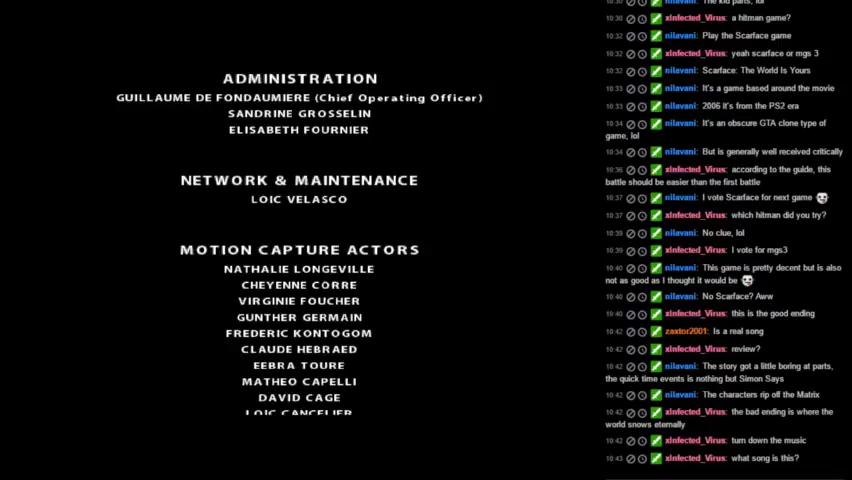 ADMINISTRATION
GUILLAUME DE FONDAUMIERE (Chief Operating Officer)
SANDRINE GROSSELIN
ELISABETH FOURNIER
NETWORK & MAINTENANCE
LOIC VELASCO
MOTION CAPTURE ACTORS
NATHALIE LONGEVILLE
CHEYENNE CORRE
VIRGINIE FOUCHER
GUNTHER GERMAIN
FREDERIC KONTOGOM
CLAUDE HEBRAED
EEBRA TOURE
MATHEO CAPELLI
DAVID CAGE
LOIC CANCELIER
10:30 nilavani: The kid parts, lol
10:30 xInfected_Virus: a hitman game?
10:32 nilavani: Play the Scarface game
10:32 xInfected_Virus: yeah scarface or mgs 3
10:32 nilavani: Scarface: The World Is Yours
10:33 nilavani: It's a game based around the movie
10:33 nilavani: 2006 it's from the PS2 era
10:34 nilavani: It's an obscure GTA clone type of
game, lol
10:34 nilavani: But is generally well received critically
10:36 xInfected_Virus: according to the guide, this
battle should be easier than the first battle
10:37 nilavani: I vote Scarface for next game
10:37 xInfected_Virus: which hitman did you try?
10:39 nilavani: No clue, lol
10:39 xInfected_Virus: I vote for mgs3
10:40 nilavani: This game is pretty decent but is also
not as good as I thought it would be
10:40 nilavani: No Scarface? Aww
10:40 xInfected_Virus: this is the good ending
10:42 zaxtor2001: Is a real song
10:42 xInfected_Virus: review?
10:42 nilavani: The story got a little boring at parts,
the quick time events is nothing but Simon Says
10:42 nilavani: The characters rip off the Matrix
10:42 xInfected_Virus: the bad ending is where the
world snows eternally
10:42 xInfected_Virus: turn down the music
10:43 xInfected_Virus: what song is this?